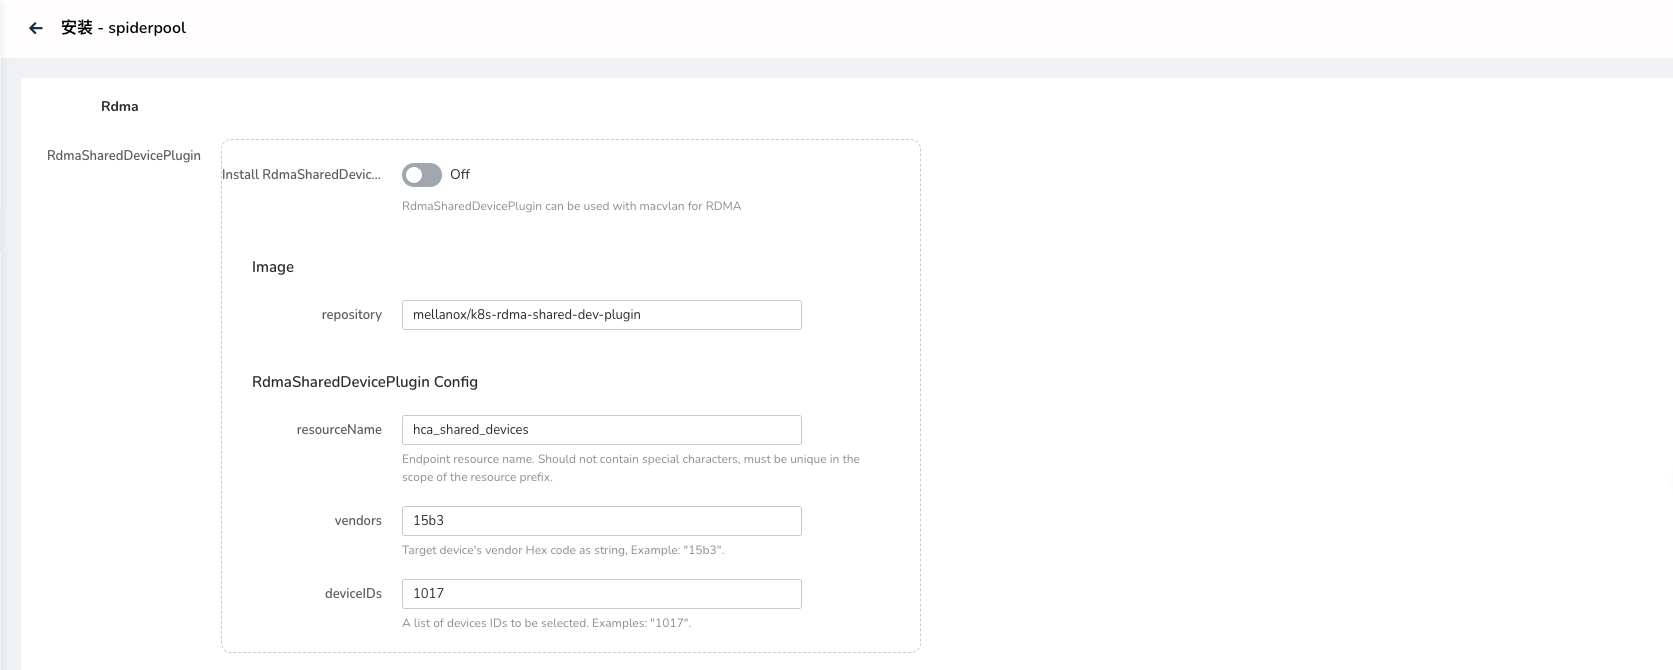 安装 - spiderpool
Rdma
RdmaSharedDevicePlugin
Install RdmaSharedDevic...
Off
RdmaSharedDevicePlugin can be used with macvlan for RDMA
Image
repository
mellanox/k8s-rdma-shared-dev-plugin
RdmaSharedDevicePlugin Config
resourceName
hca_shared_devices
Endpoint resource name. Should not contain special characters, must be unique in the
scope of the resource prefix.
vendors
15b3
Target device's vendor Hex code as string, Example: "15b3".
deviceIDs
1017
A list of devices IDs to be selected. Examples: "1017".